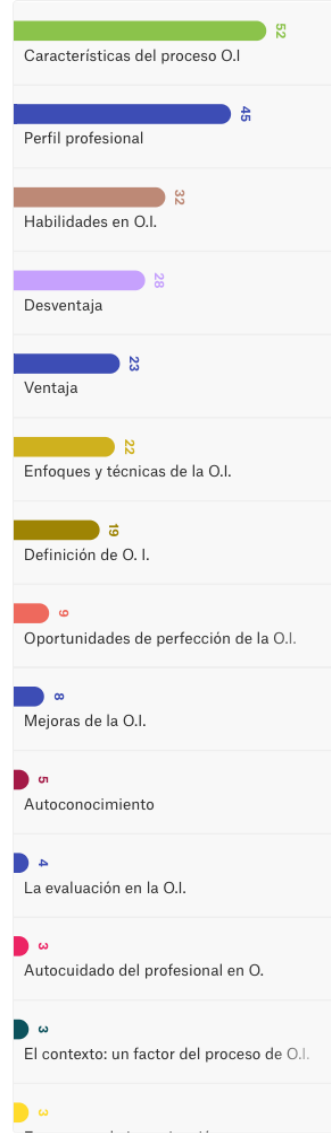 52
Características del proceso O.I
45
Perfil profesional
32
Habilidades en O.I.
28
Desventaja
23
Ventaja
22
Enfoques y técnicas de la O.I.
19
Definición de O. I.
9
Oportunidades de perfección de la O.I.
8
Mejoras de la O.I.
5
Autoconocimiento
4
La evaluación en la O.I.
3
Autocuidado del profesional en O.
3
El contexto: un factor del proceso de O.I.
3